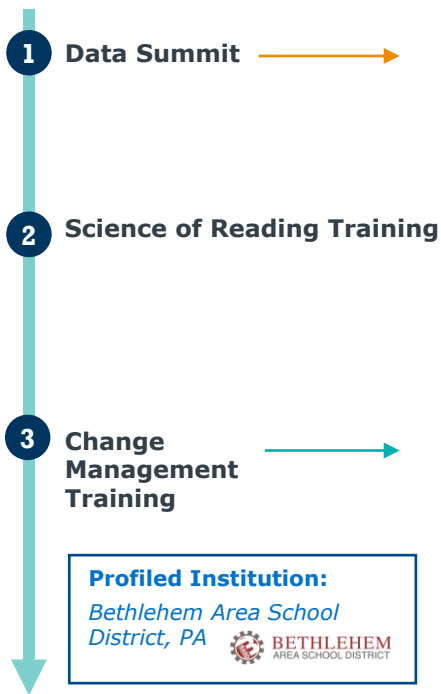 1
Data Summit
2
Science of Reading Training
3
Change
Management
Training
Profiled Institution:
Bethlehem Area School
District, PA
BETHLEHEM
AREA SCHOOL DISTRICT